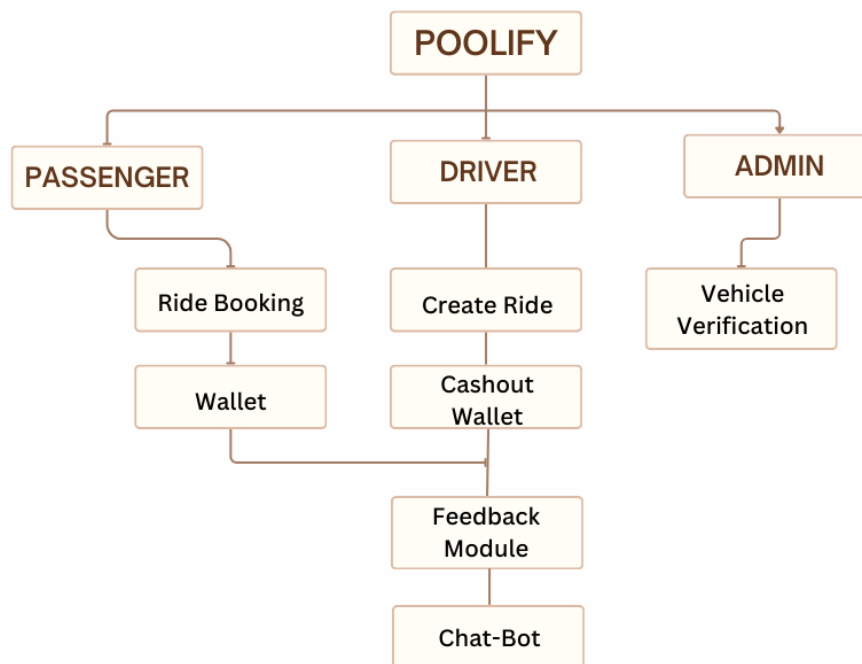 POOLIFY
PASSENGER
DRIVER
ADMIN
Ride Booking
Create Ride
Vehicle
Verification
Wallet
Cashout
Wallet
Feedback
Module
Chat-Bot